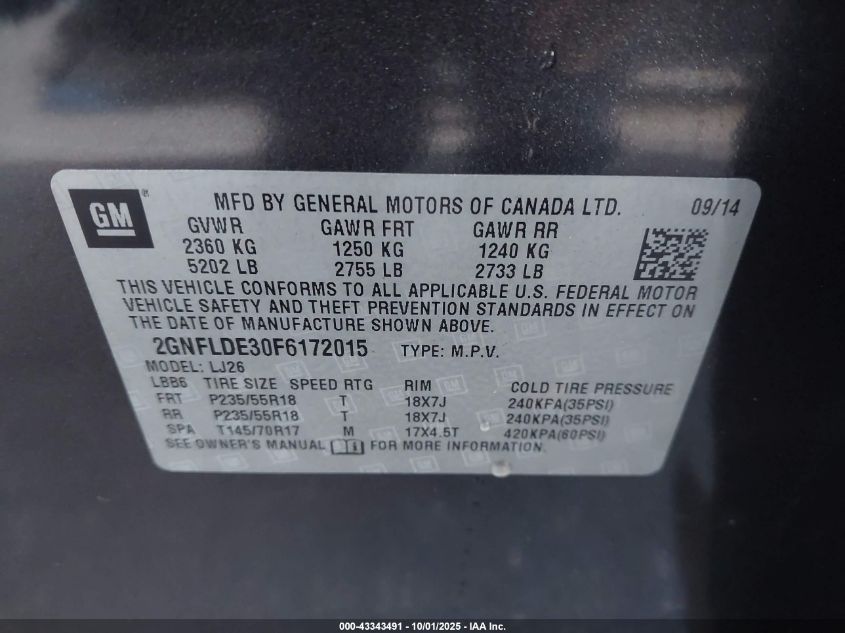 GM ®
MFD BY GENERAL MOTORS OF CANADA LTD. 09/14
GVWR GAWR FRT GAWR RR
2360 KG 1250 KG 1240 KG
5202 LB 2755 LB 2733 LB
THIS VEHICLE CONFORMS TO ALL APPLICABLE U.S. FEDERAL MOTOR
VEHICLE SAFETY AND THEFT PREVENTION STANDARDS IN EFFECT ON
THE DATE OF MANUFACTURE SHOWN ABOVE.
2GNFLDE30F6172015 TYPE: M.P.V.
MODEL: LJ26
LBB6 TIRE SIZE SPEED RTG RIM COLD TIRE PRESSURE
FRT P235/55R18 T 18X7J 240KPA(35PSI)
RR P235/55R18 T 18X7J 240KPA(35PSI)
SPA T145/70R17 M 17X4.5T 420KPA(60PSI)
SEE OWNER'S MANUAL FOR MORE INFORMATION.
000-43343491 - 10/01/2025 - IAA Inc.